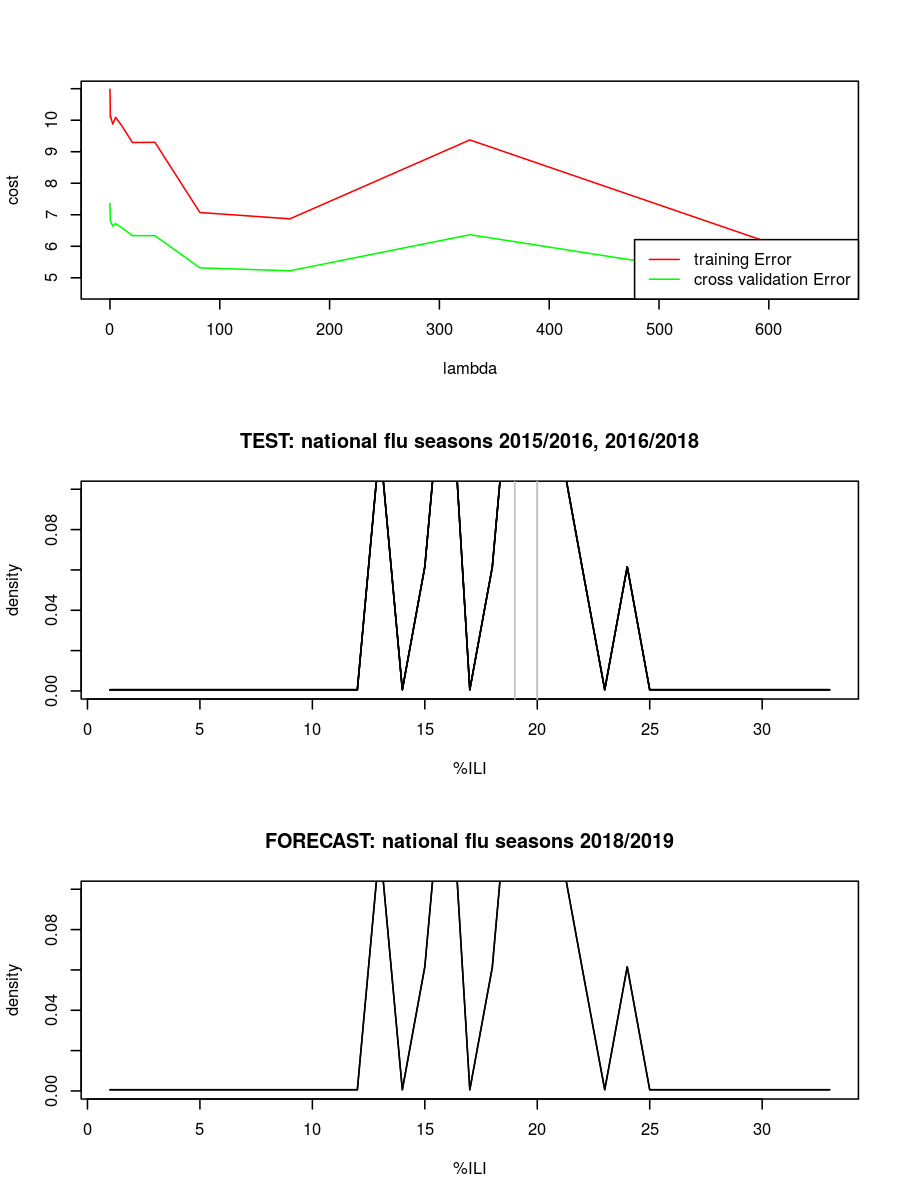 cost
5
6
7
8
9
10
0 100 200 300 400 500 600
lambda
training Error
cross validation Error
TEST: national flu seasons 2015/2016, 2016/2018
density
0.00
0.04
0.08
0 5 10 15 20 25 30
%ILI
FORECAST: national flu seasons 2018/2019
density
0.00
0.04
0.08
0 5 10 15 20 25 30
%ILI